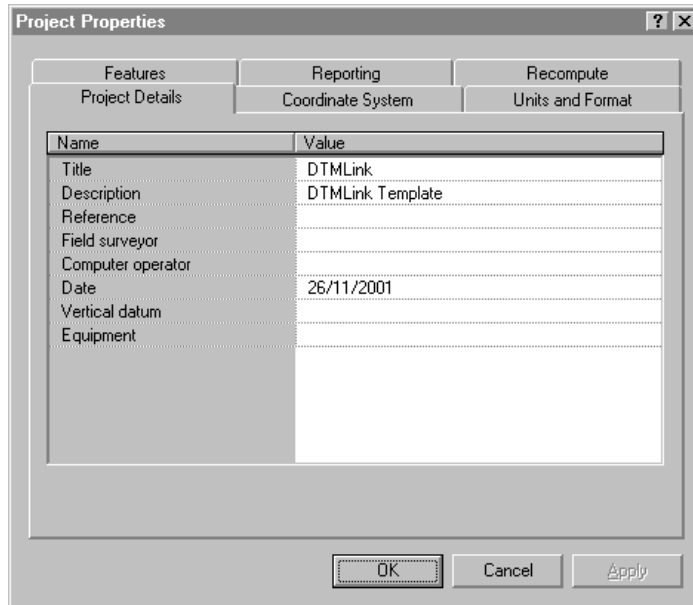 Project Properties
? X
Features Reporting Recompute
Project Details Coordinate System Units and Format
Name Value
Title DTMLink
Description DTMLink Template
Reference
Field surveyor
Computer operator
Date 26/11/2001
Vertical datum
Equipment
OK Cancel Apply